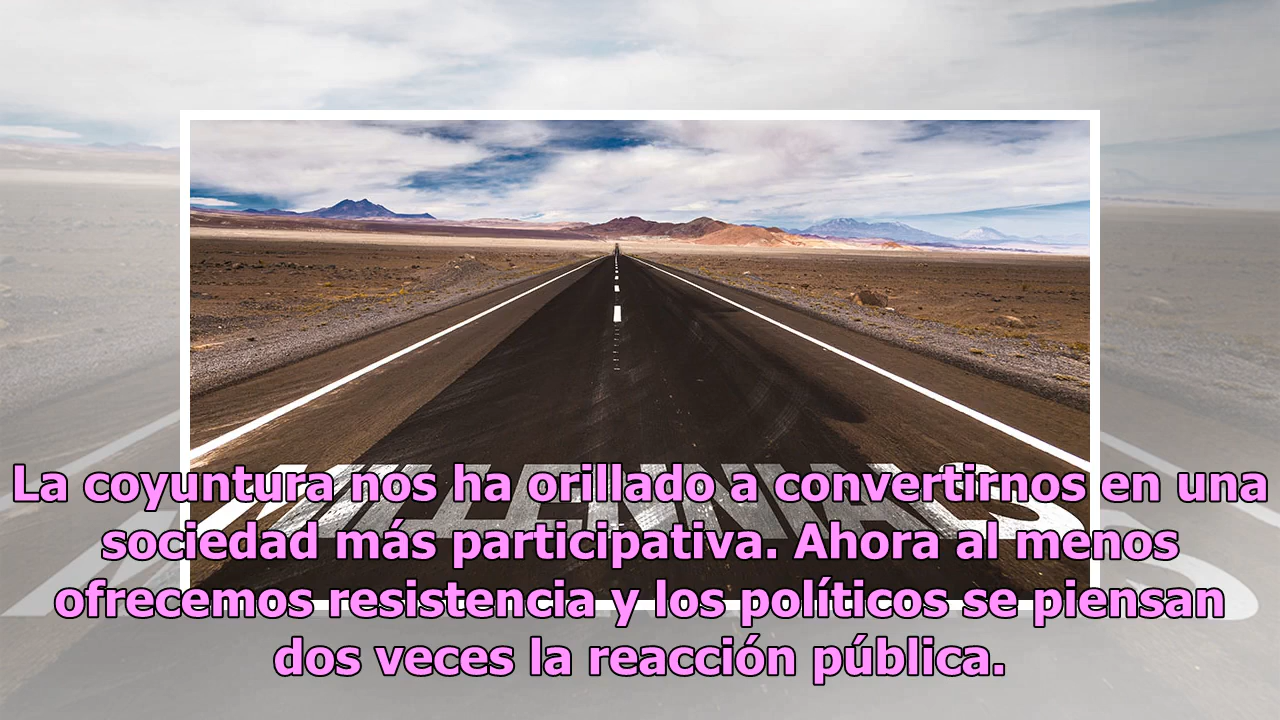 La coyuntura nos ha orillado a convertirnos en una
sociedad más participativa. Ahora al menos
ofrecemos resistencia y los políticos se piensan
dos veces la reacción pública.
MILLENNIALS